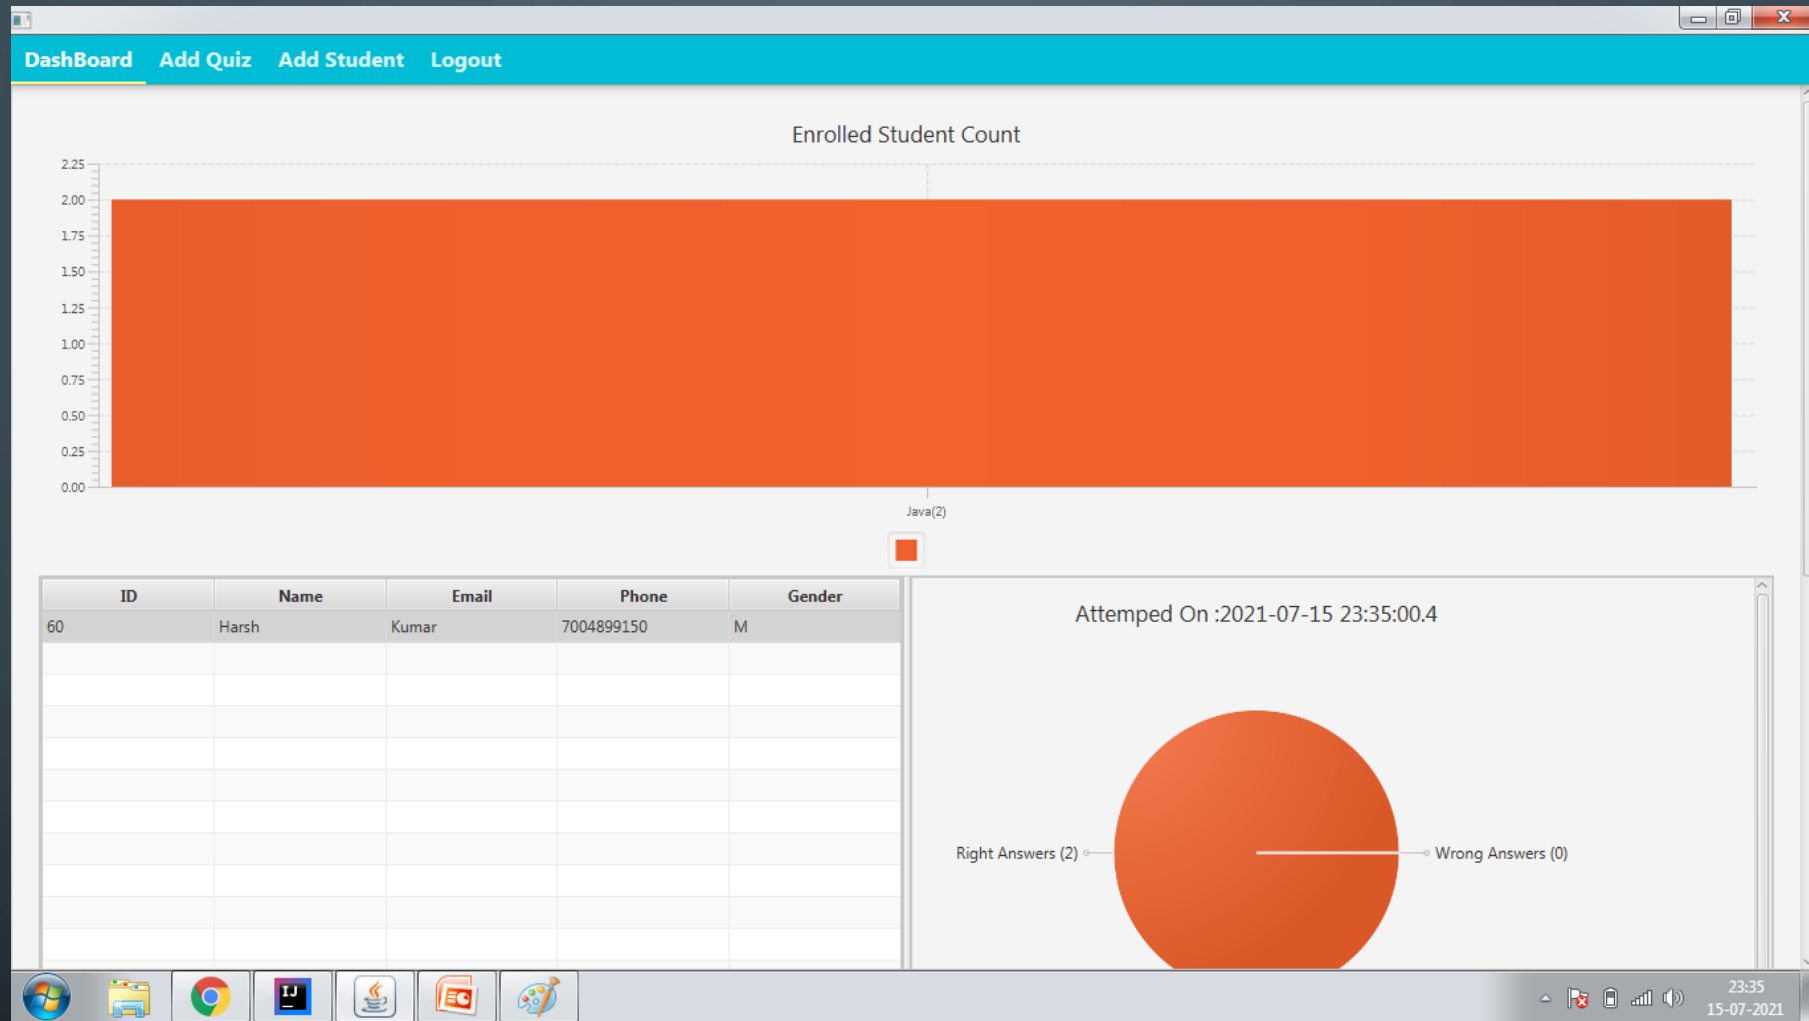 DashBoard Add Quiz Add Student Logout
Enrolled Student Count
2.25
2.00
1.75
1.50
1.25
1.00
0.75
0.50
0.25
0.00
Java(2)
ID Name Email Phone Gender
60 Harsh Kumar 7004899150 M
Attemped On :2021-07-15 23:35:00.4
Right Answers (2)
Wrong Answers (0)
IJ
23:35
15-07-2021